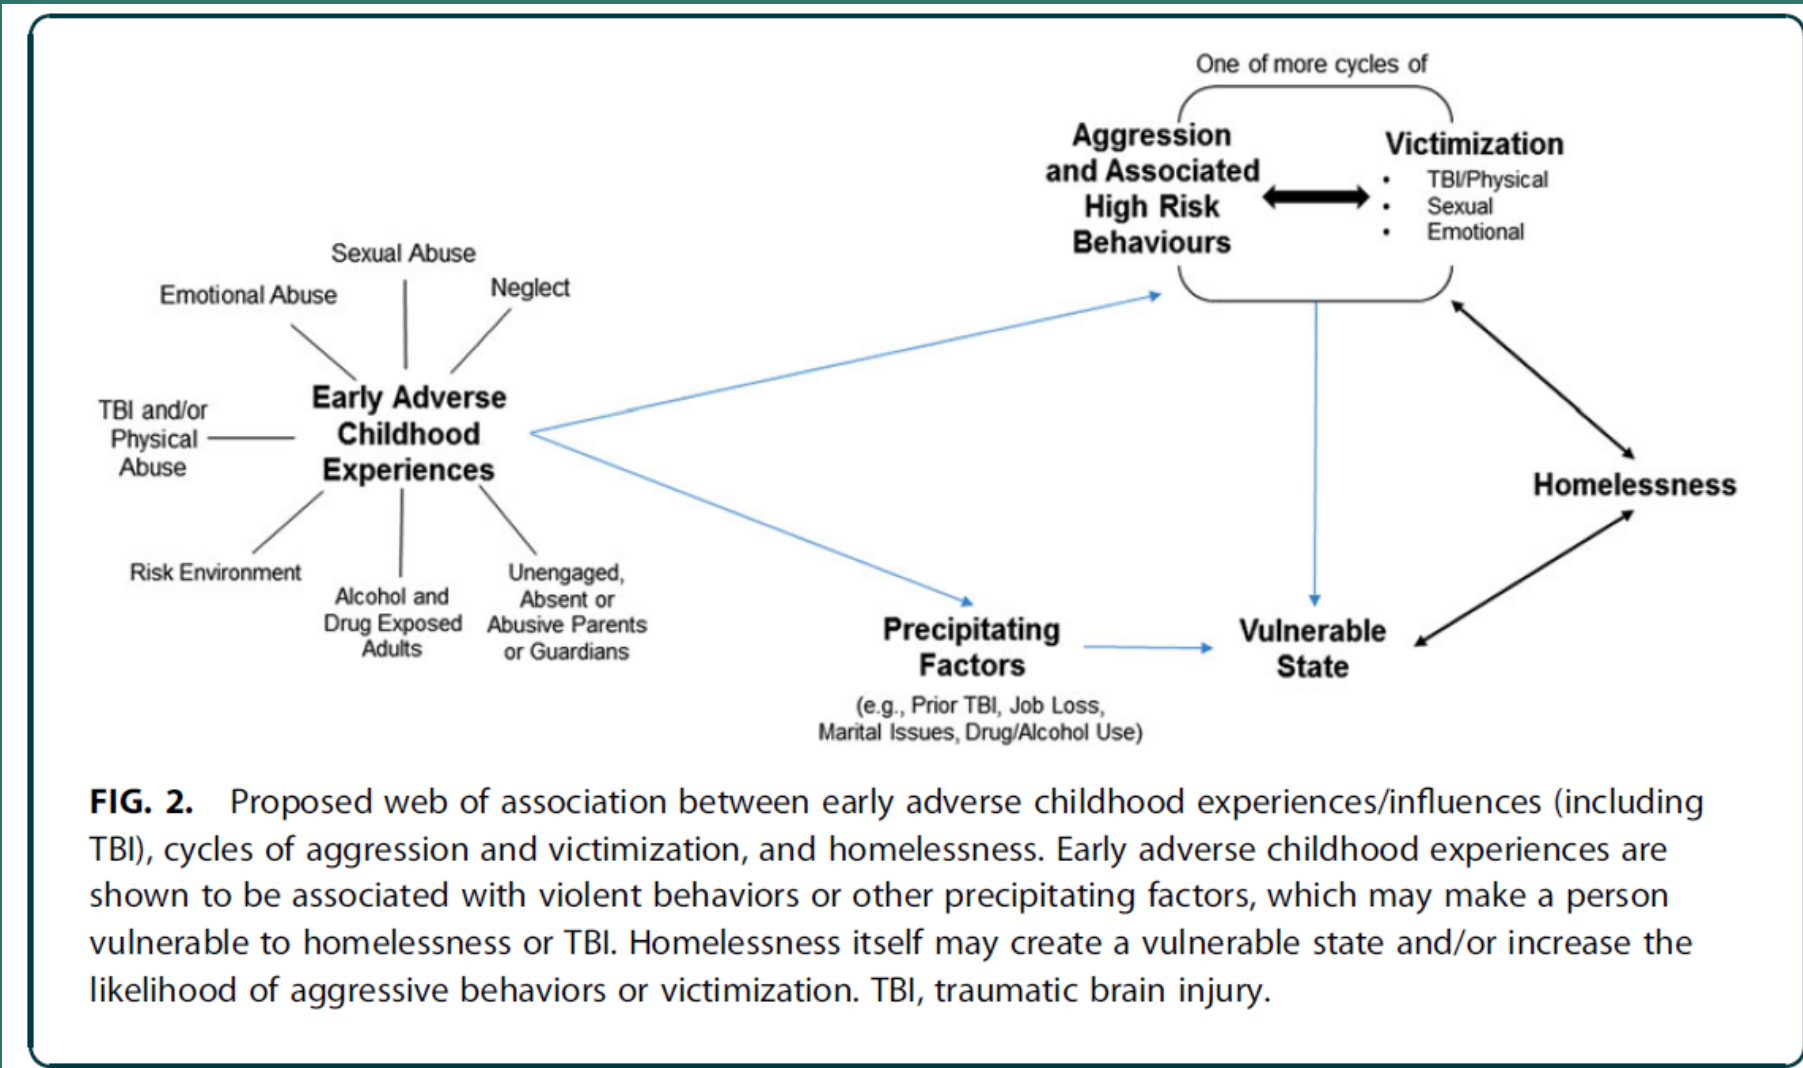 One of more cycles of
Aggression
and Associated
High Risk
Behaviours
Victimization
• TBI/Physical
• Sexual
• Emotional
Sexual Abuse
Emotional Abuse
Neglect
Early Adverse
Childhood
Experiences
TBI and/or
Physical
Abuse
Risk Environment
Alcohol and
Drug Exposed
Adults
Unengaged,
Absent or
Abusive Parents
or Guardians
Homelessness
Precipitating
Factors
(e.g., Prior TBI, Job Loss,
Marital Issues, Drug/Alcohol Use)
Vulnerable
State
FIG. 2. Proposed web of association between early adverse childhood experiences/influences (including
TBI), cycles of aggression and victimization, and homelessness. Early adverse childhood experiences are
shown to be associated with violent behaviors or other precipitating factors, which may make a person
vulnerable to homelessness or TBI. Homelessness itself may create a vulnerable state and/or increase the
likelihood of aggressive behaviors or victimization. TBI, traumatic brain injury.